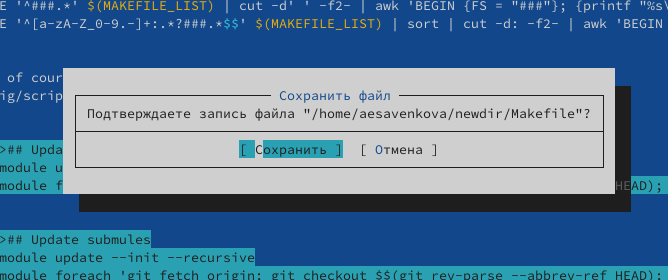 E '^###.*' $(MAKEFILE_LIST) | cut -d' ' -f2- | awk 'BEGIN {FS = "###"}; {printf "%s\
E '^[a-zA-Z_0-9.-]+:.*?###.*$$' $(MAKEFILE_LIST) | sort | cut -d: -f2- | awk 'BEGIN
of cour
ig/scrip
Сохранить файл
Подтверждаете запись файла "/home/aesavenkova/newdir/Makefile"?
[ Сохранить ] [ Отмена ]
>## Upda
module u
module f HEAD);
>## Update submules
module update --init --recursive
module foreach 'git fetch origin; git checkout $$(git rev-parse --abbrev-ref HEAD);